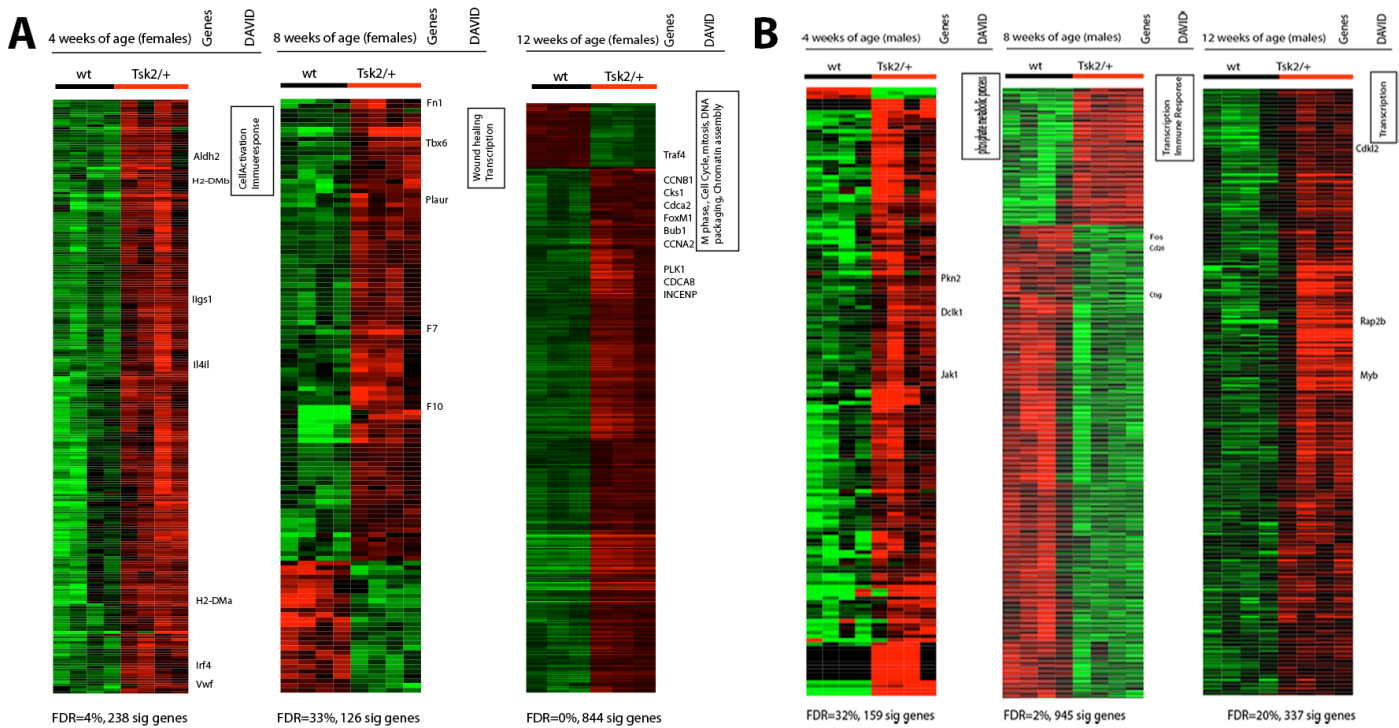 A
4 weeks of age (females)
Genes
DAVID
wt
Tsk2/+
Aldh2
H2-DMb
Iigs1
Il4Il
H2-DMa
Irf4
Vwf
CellActivation
Immuneresponse
FDR=4%, 238 sig genes
8 weeks of age (females)
Genes
DAVID
wt
Tsk2/+
Fn1
Tbx6
Plaur
F7
F10
Wound healing
Transcription
FDR=33%, 126 sig genes
12 weeks of age (females)
Genes
DAVID
wt
Tsk2/+
Traf4
CCNB1
Cks1
Cdca2
FoxM1
Bub1
CCNA2
PLK1
CDCA8
INCENP
M phase, , Cell Cycle, mitosis, DNA
packaging, Chromatin assembly
FDR=0%, 844 sig genes
B
4 weeks of age (males)
Genes
DAVID
wt
Tsk2/+
Pkn2
Dclk1
Jak1
phosphate metabolic process
FDR=32%, 159 sig genes
8 weeks of age (males)
Genes
DAVID
wt
Tsk2/+
Fos
Ctsg
Transcription
Immune Response
FDR=2%, 945 sig genes
12 weeks of age (males)
Genes
DAVID
wt
Tsk2/+
Cdkl2
Rap2b
Myb
Transcription
FDR=20%, 337 sig genes